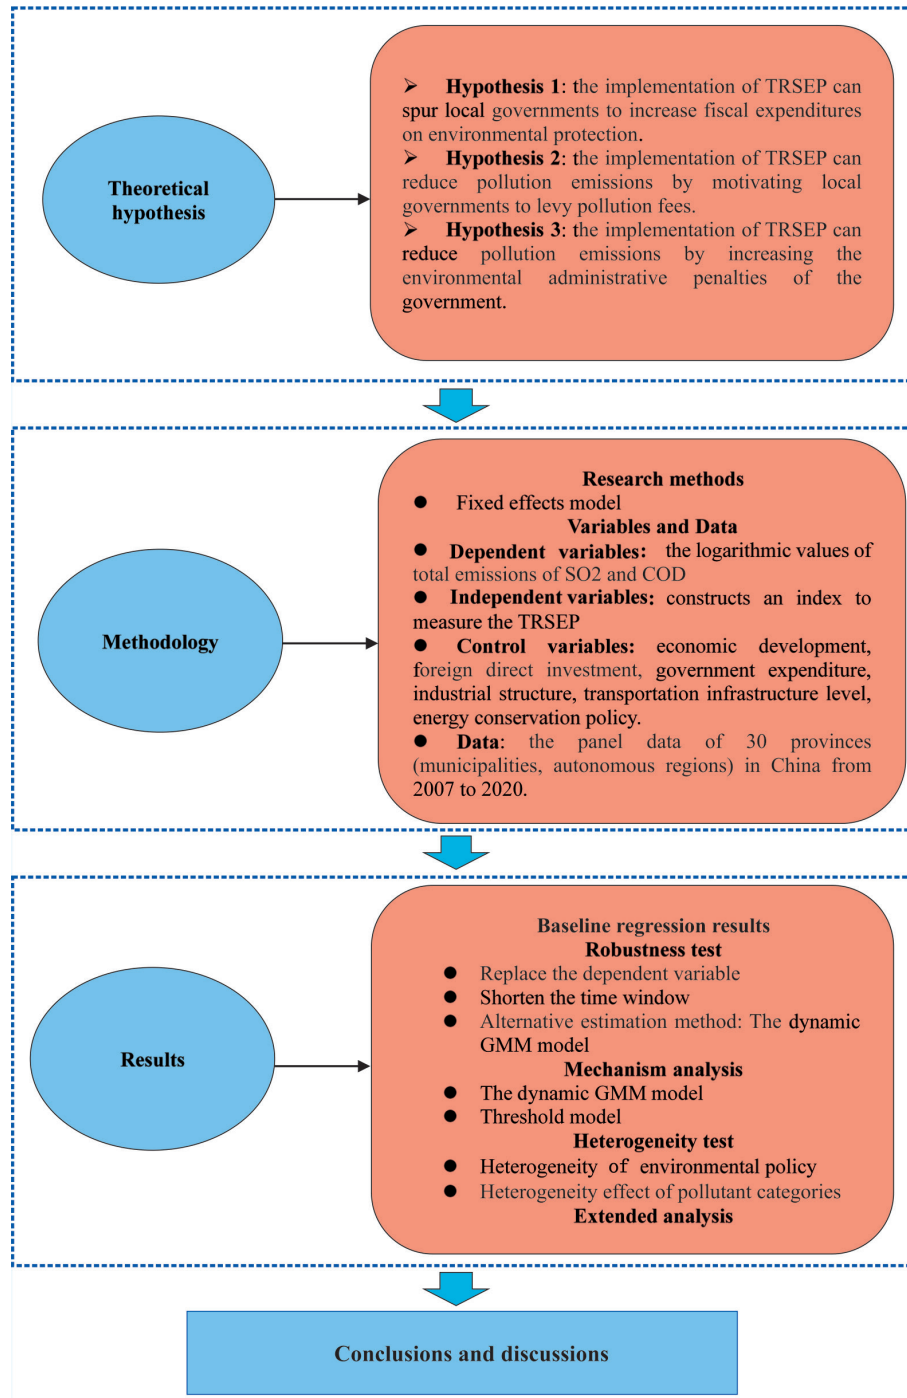 Theoretical
hypothesis
➤ Hypothesis 1: the implementation of TRSEP can
spur local governments to increase fiscal expenditures
on environmental protection.
➤ Hypothesis 2: the implementation of TRSEP can
reduce pollution emissions by motivating local
governments to levy pollution fees.
➤ Hypothesis 3: the implementation of TRSEP can
reduce pollution emissions by increasing the
environmental administrative penalties of the
government.
Methodology
Research methods
● Fixed effects model
Variables and Data
● Dependent variables: the logarithmic values of
total emissions of SO2 and COD
● Independent variables: constructs an index to
measure the TRSEP
● Control variables: economic development,
foreign direct investment, government expenditure,
industrial structure, transportation infrastructure level,
energy conservation policy.
● Data: the panel data of 30 provinces
(municipalities, autonomous regions) in China from
2007 to 2020.
Results
Baseline regression results
Robustness test
● Replace the dependent variable
● Shorten the time window
● Alternative estimation method: The dynamic
GMM model
Mechanism analysis
● The dynamic GMM model
● Threshold model
Heterogeneity test
● Heterogeneity of environmental policy
● Heterogeneity effect of pollutant categories
Extended analysis
Conclusions and discussions